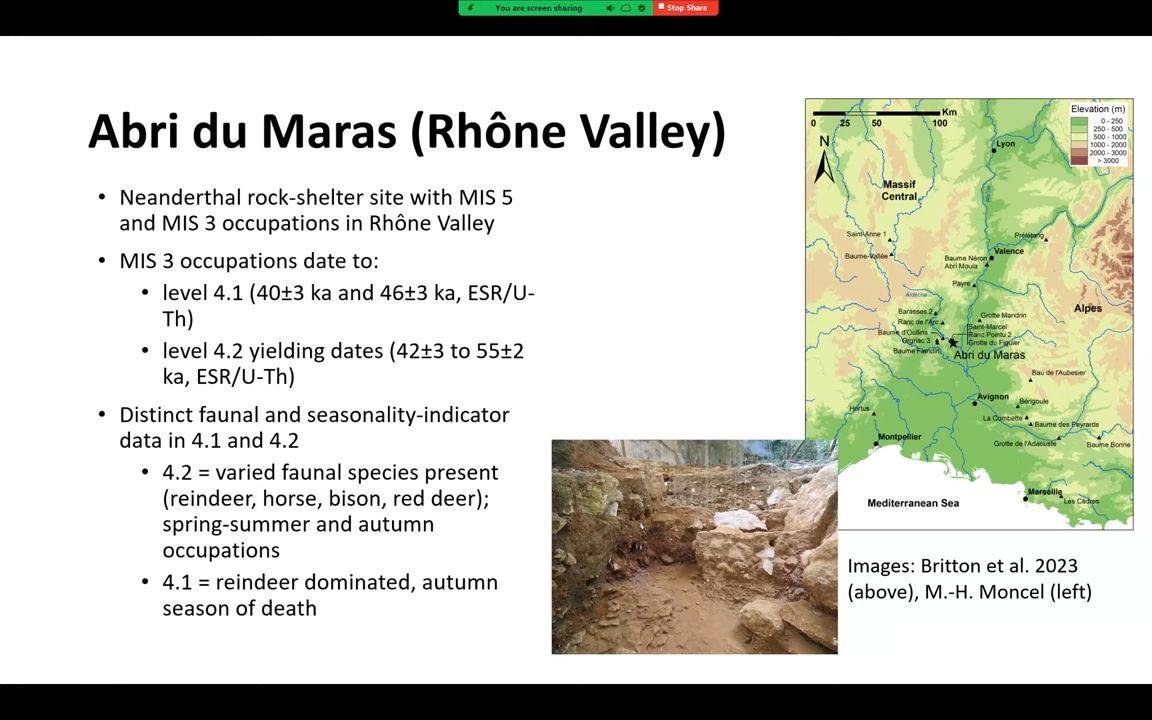 You are screen sharing
Stop Share
Abri du Maras (Rhône Valley)
• Neanderthal rock-shelter site with MIS 5
and MIS 3 occupations in Rhône Valley
• MIS 3 occupations date to:
• level 4.1 (40±3 ka and 46±3 ka, ESR/U-
Th)
• level 4.2 yielding dates (42±3 to 55±2
ka, ESR/U-Th)
• Distinct faunal and seasonality-indicator
data in 4.1 and 4.2
• 4.2 = varied faunal species present
(reindeer, horse, bison, red deer);
spring-summer and autumn
occupations
• 4.1 = reindeer dominated, autumn
season of death
Km
0 25 50 100
N
Elevation (m)
0 - 250
250 - 500
500 - 1000
1000 - 2000
2000 - 3000
> 3000
Lyon
Massif
Central
Rhône
Saint-Anne 1
Prélétang
Baume-Vallée
Valence
Baume Néron
Abri Moula
Payre
Ardèche
Alpes
Barasses 2
Grotte Mandrin
Ranc de l'Arc
Saint-Marcel
Baume d'Oullins
Ranc Pointu 2
Orgnac 3
Grotte du Figuier
Baume Flandin
Abri du Maras
Bau de l'Aubesier
Avignon
Bérigoule
Hortus
La Combette
Baume des Peyrards
Montpellier
Grotte de l'Adaouste
Baume Bonne
Marseille
Les Cèdres
Mediterranean Sea
Images: Britton et al. 2023
(above), M.-H. Moncel (left)